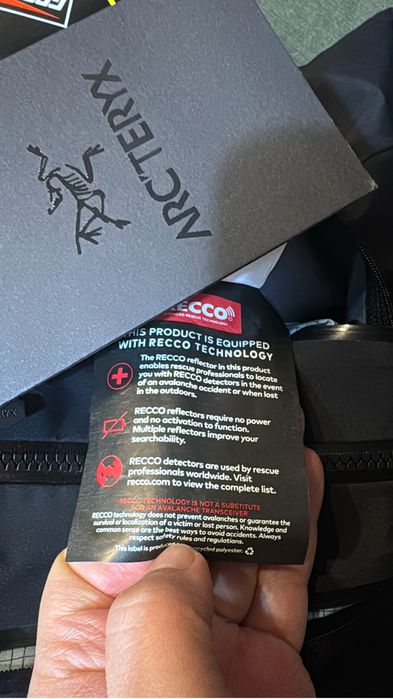 ARC'TERYX
RECCO
THIS PRODUCT IS EQUIPPED
WITH RECCO TECHNOLOGY
The RECCO reflector in this product
enables rescue professionals to locate
you with RECCO detectors in the event
of an avalanche accident or when lost
in the outdoors.
RECCO reflectors require no power
and no activation to function.
Multiple reflectors improve your
searchability.
RECCO detectors are used by rescue
professionals worldwide. Visit
recco.com to view the complete list.
RECCO TECHNOLOGY IS NOT A SUBSTITUTE
FOR AN AVALANCHE TRANSCEIVER
RECCO technology does not prevent avalanches or guarantee the
survival or localization of a victim or lost person. Knowledge and
common sense are the best ways to avoid accidents. Always
respect safety rules and regulations.
This label is recycled polyester.